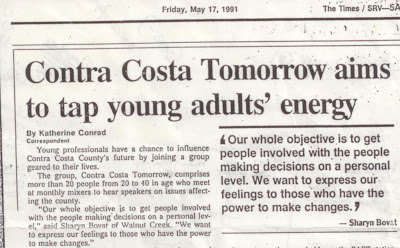 Friday, May 17, 1991
The Times / SRV—5A
Contra Costa Tomorrow aims
to tap young adults' energy
By Katherine Conrad
Correspondent
Young professionals have a chance to influence
Contra Costa County's future by joining a group
geared to their lives.
The group, Contra Costa Tomorrow, comprises
more than 20 people from 20 to 40 in age who meet
at monthly mixers to hear speakers on issues affect-
ing the county.
"Our whole objective is to get people involved
with the people making decisions on a personal lev-
el," said Sharyn Bovat of Walnut Creek. "We want
to express our feelings to those who have the power
to make changes."
"Our whole objective is to get
people involved with the people
making decisions on a personal
level. We want to express our
feelings to those who have the
power to make changes."
— Sharyn Bovat